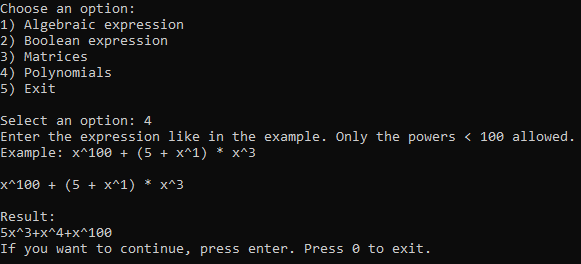 Choose an option:
1) Algebraic expression
2) Boolean expression
3) Matrices
4) Polynomials
5) Exit
Select an option: 4
Enter the expression like in the example. Only the powers < 100 allowed.
Example: x^100 + (5 + x^1) * x^3
x^100 + (5 + x^1) * x^3
Result:
5x^3+x^4+x^100
If you want to continue, press enter. Press 0 to exit.